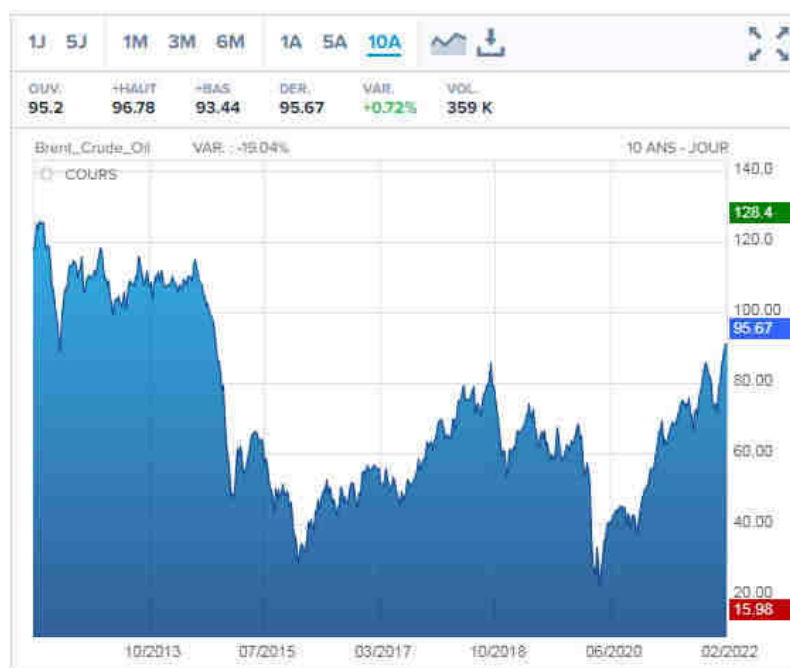 1J 5J 1M 3M 6M 1A 5A 10A
OUV. +HAUT +BAS DER. VAR. VOL.
95.2 96.78 93.44 95.67 +0.72% 359 K
Brent_Crude_Oil VAR. : -19.04% 10 ANS - JOUR
COURS
140.0
128.4
120.0
100.00
95.67
80.00
60.00
40.00
20.00
15.98
10/2013 07/2015 03/2017 10/2018 06/2020 02/2022